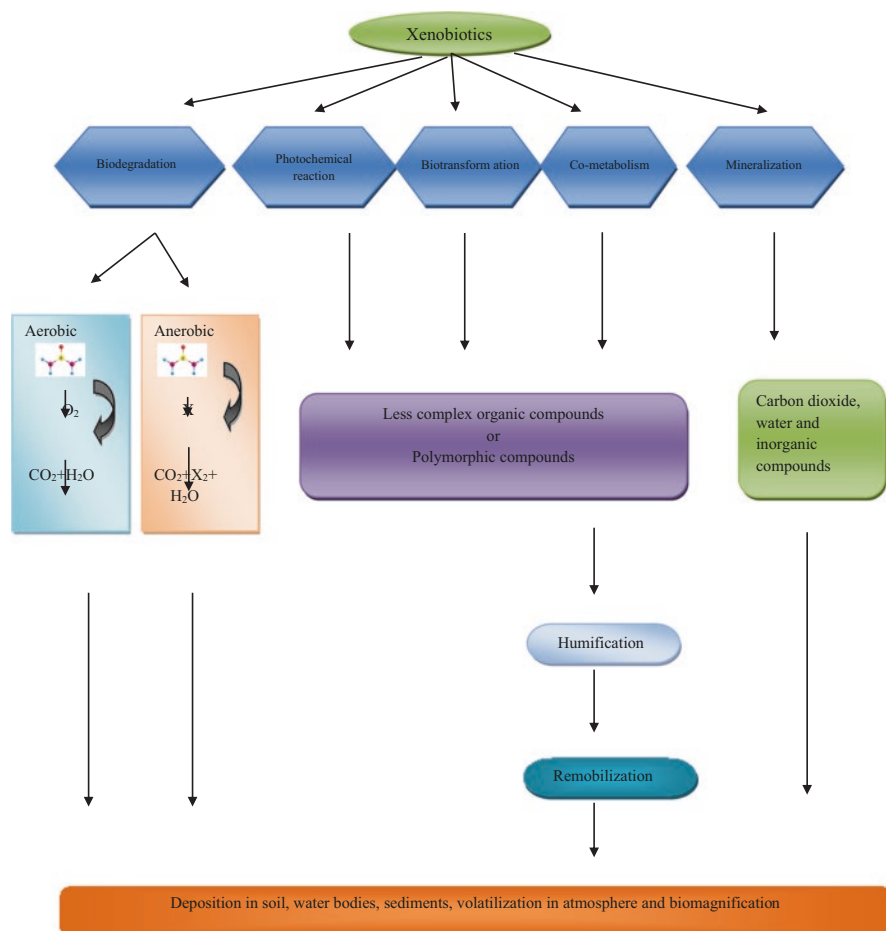 Xenobiotics
Biodegradation
Photochemical
reaction
Biotransform ation
Co-metabolism
Mineralization
Aerobic
O₂
CO₂+H₂O
Anerobic
X
CO₂+X₂+
H₂O
Less complex organic compounds
or
Polymorphic compounds
Carbon dioxide,
water and
inorganic
compounds
Humification
Remobilization
Deposition in soil, water bodies, sediments, volatilization in atmosphere and biomagnification